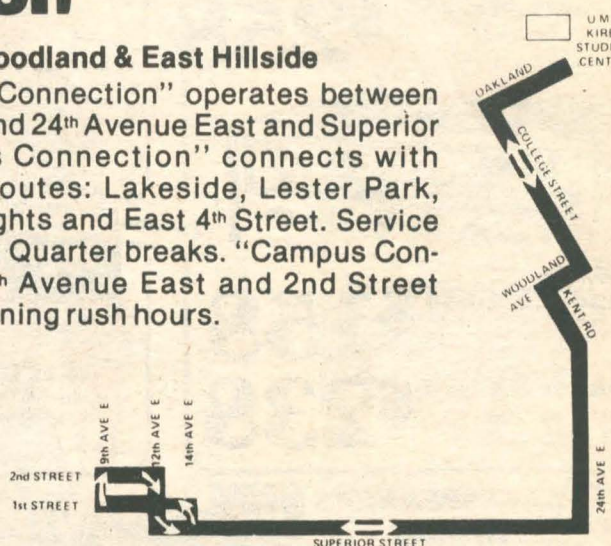 oodland & East Hillside
Connection" operates between
nd 24th Avenue East and Superior
s Connection" connects with
outes: Lakeside, Lester Park,
ghts and East 4th Street. Service
Quarter breaks. "Campus Con-
h Avenue East and 2nd Street
ning rush hours.
U M
KIR
STUD
CENT
OAKLAND
COLLEGE STREET
WOODLAND
AVE
KENT RD
9th AVE E
12th AVE E
14th AVE E
24th AVE E
2nd STREET
1st STREET
SUPERIOR STREET